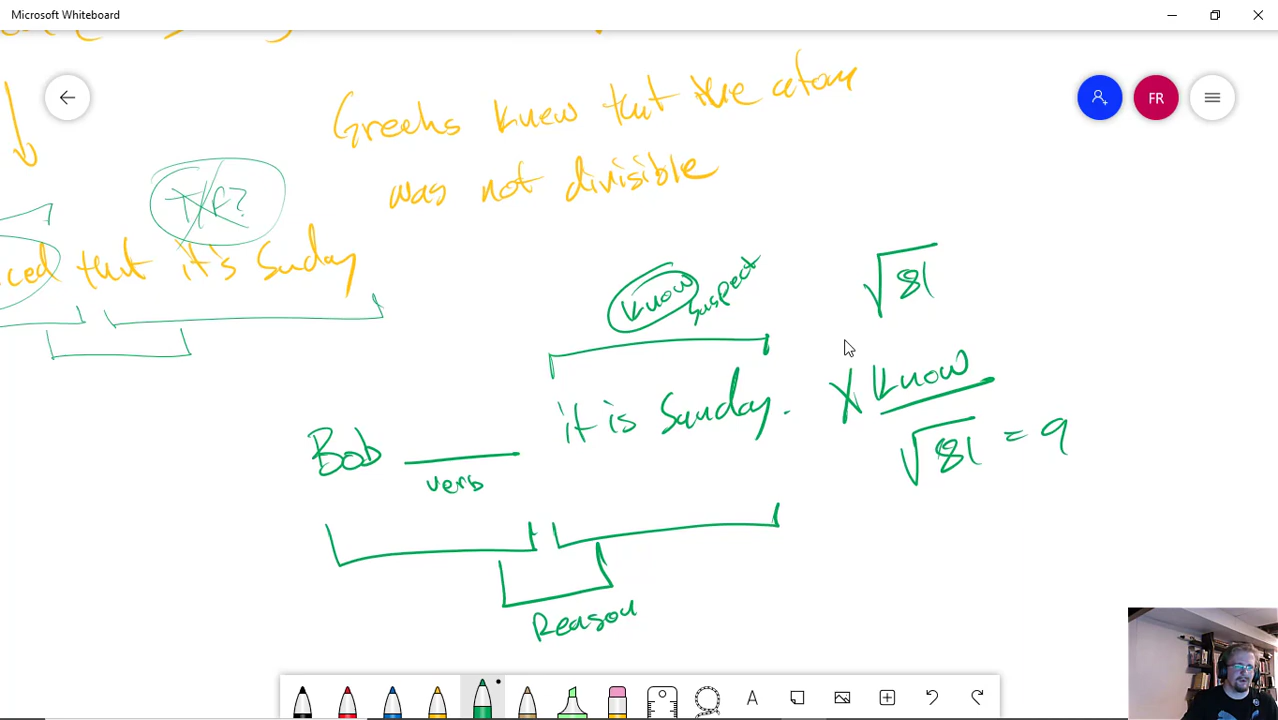 Microsoft Whiteboard
Greeks knew that the atom
was not divisible
FR
T/F?
ced that it's Sunday
know
suspect
√81
it is Sunday.
X know
√81 = 9
Bob
verb
Reason
A